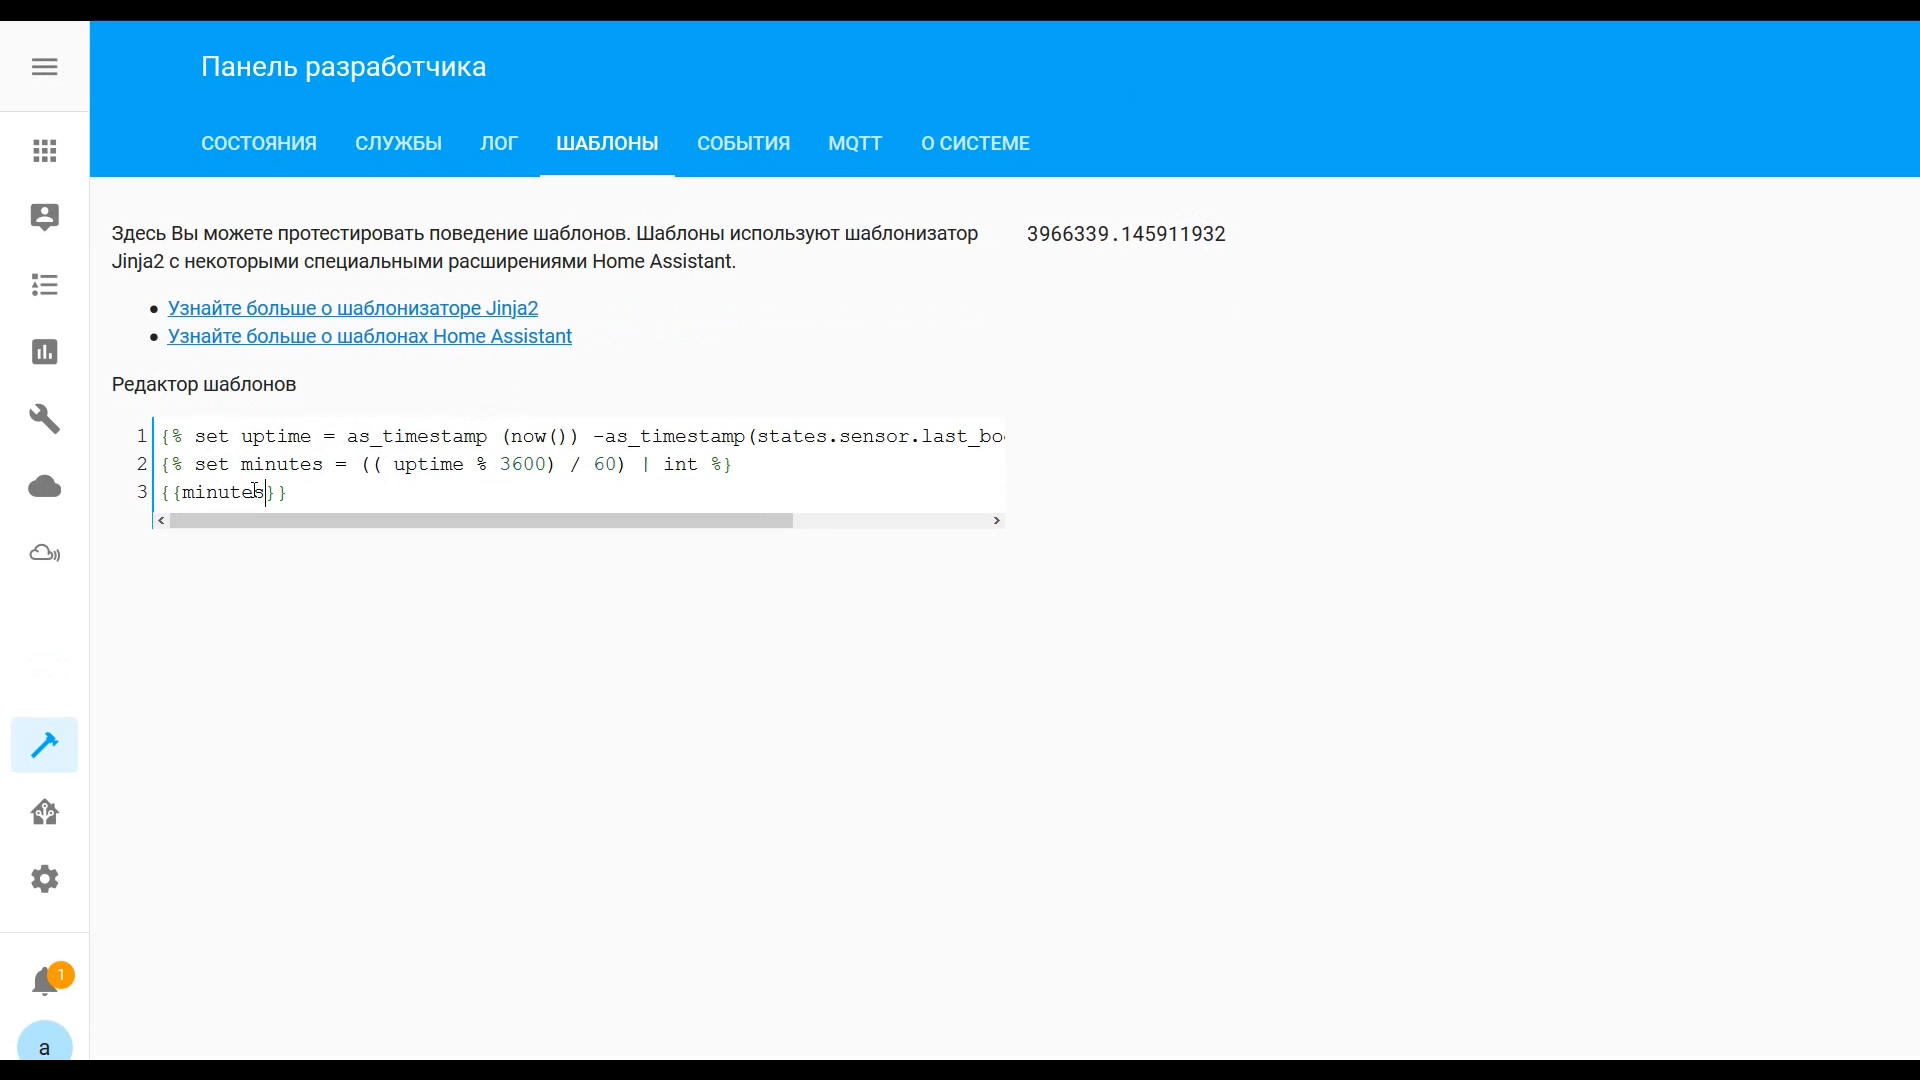 Панель разработчика
СОСТОЯНИЯ СЛУЖБЫ ЛОГ ШАБЛОНЫ СОБЫТИЯ MQTT О СИСТЕМЕ
Здесь Вы можете протестировать поведение шаблонов. Шаблоны используют шаблонизатор
Jinja2 с некоторыми специальными расширениями Home Assistant.
3966339.145911932
Узнайте больше о шаблонизаторе Jinja2
Узнайте больше о шаблонах Home Assistant
Редактор шаблонов
1 {% set uptime = as_timestamp (now()) -as_timestamp(states.sensor.last_bo
2 {% set minutes = (( uptime % 3600) / 60) | int %}
3 {{minutes}}
1
a